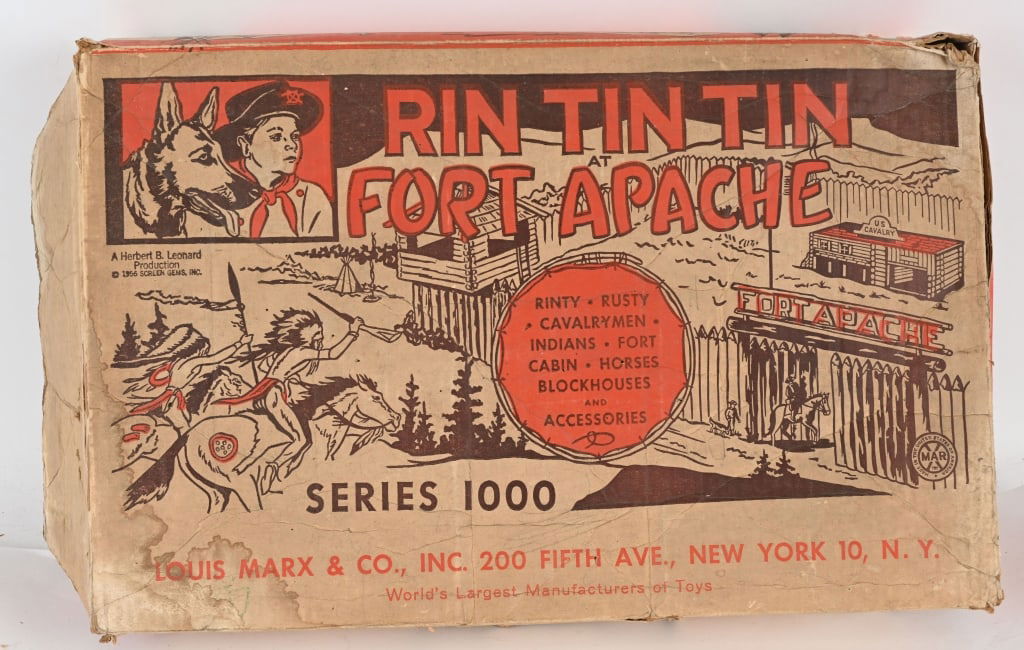 RIN TIN TIN
AT
FORT APACHE
A Herbert B. Leonard
Production
© 1956 SCREEN GEMS, INC.
U S
CAVALRY
FORT APACHE
RINTY • RUSTY
• CAVALRYMEN •
INDIANS • FORT
CABIN • HORSES
BLOCKHOUSES
AND
ACCESSORIES
MAR
SERIES 1000
LOUIS MARX & CO., INC. 200 FIFTH AVE., NEW YORK 10, N. Y.
World's Largest Manufacturers of Toys